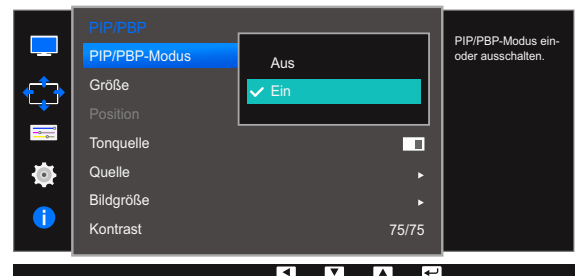 PIP/PBP
PIP/PBP-Modus
Aus
Ein
Größe
Position
Tonquelle
Quelle
Bildgröße
Kontrast 75/75
PIP/PBP-Modus ein-
oder ausschalten.